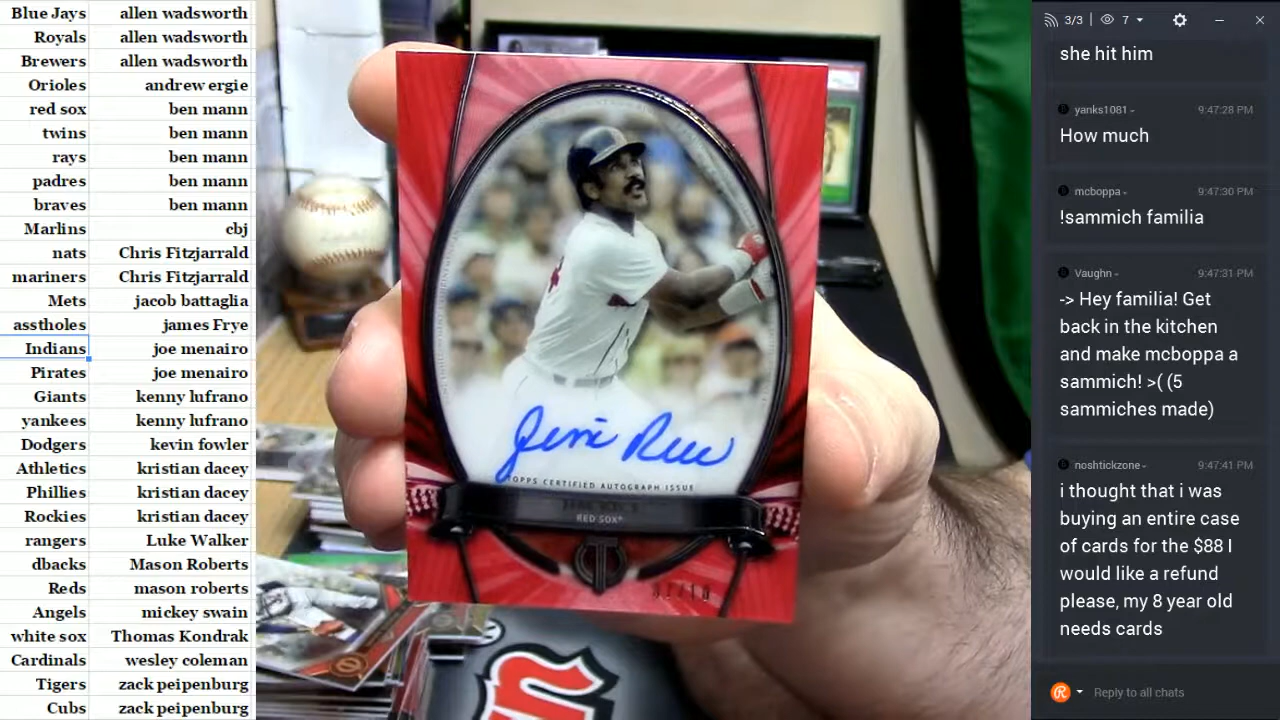 Blue Jays allen wadsworth
Royals allen wadsworth
Brewers allen wadsworth
Orioles andrew ergie
red sox ben mann
twins ben mann
rays ben mann
padres ben mann
braves ben mann
Marlins cbj
nats Chris Fitzjarrald
mariners Chris Fitzjarrald
Mets jacob battaglia
asstholes james Frye
Indians joe menairo
Pirates joe menairo
Giants kenny lufrano
yankees kenny lufrano
Dodgers kevin fowler
Athletics kristian dacey
Phillies kristian dacey
Rockies kristian dacey
rangers Luke Walker
dbacks Mason Roberts
Reds mason roberts
Angels mickey swain
white sox Thomas Kondrak
Cardinals wesley coleman
Tigers zack peipenburg
Cubs zack peipenburg
Jim Rice
TOPPS CERTIFIED AUTOGRAPH ISSUE
RED SOX
3/3 | 7
she hit him
yanks1081 9:47:28 PM
How much
mcboppa 9:47:30 PM
!sammich familia
Vaughn 9:47:31 PM
-> Hey familia! Get
back in the kitchen
and make mcboppa a
sammich! >( (5
sammiches made)
noshtickzone 9:47:41 PM
i thought that i was
buying an entire case
of cards for the $88 I
would like a refund
please, my 8 year old
needs cards
Reply to all chats